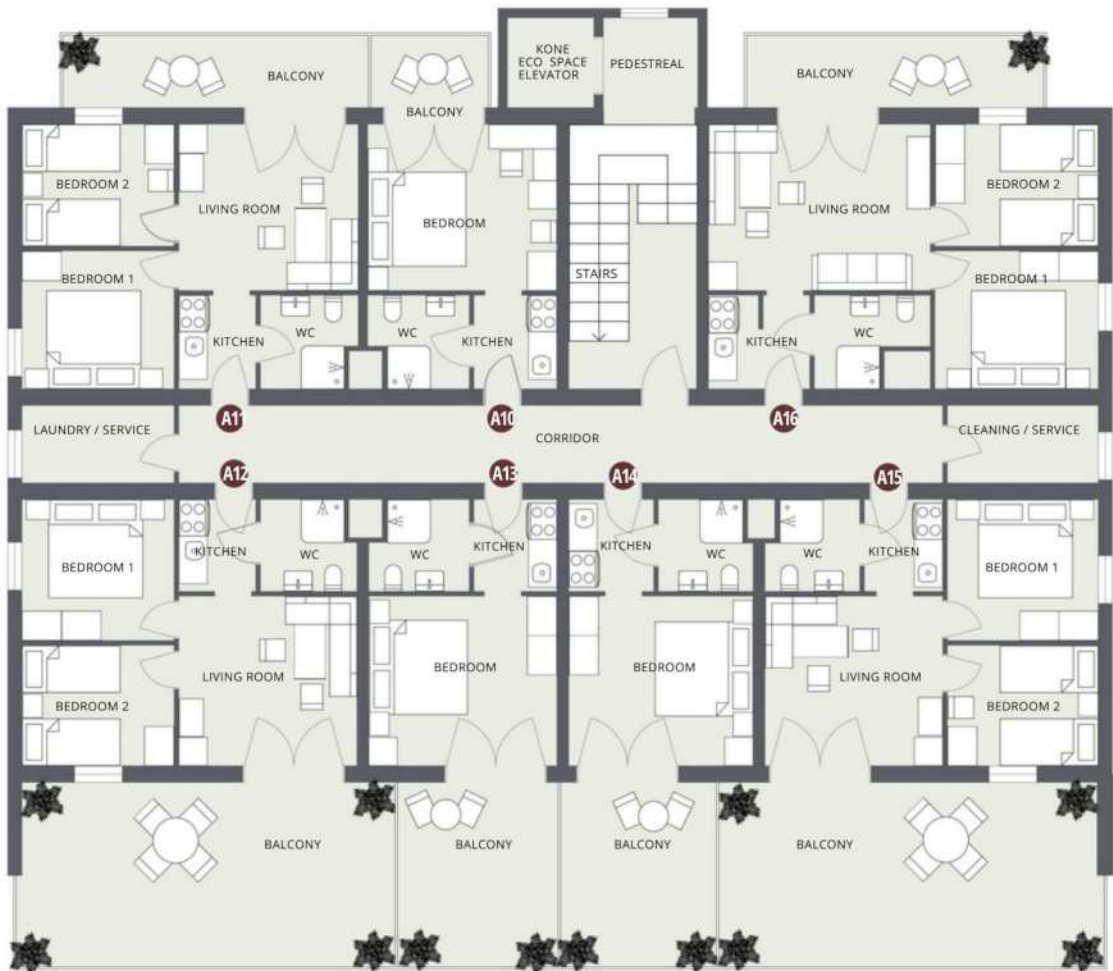 KONE
ECO SPACE
ELEVATOR
PEDESTREAL
BALCONY
BALCONY
BALCONY
BEDROOM 2
LIVING ROOM
BEDROOM
LIVING ROOM
BEDROOM 2
BEDROOM 1
STAIRS
BEDROOM 1
KITCHEN
WC
WC
KITCHEN
KITCHEN
WC
A11
A10
A16
LAUNDRY / SERVICE
CORRIDOR
CLEANING / SERVICE
A12
A13
A14
A15
BEDROOM 1
KITCHEN
WC
WC
KITCHEN
KITCHEN
WC
WC
KITCHEN
BEDROOM 1
LIVING ROOM
BEDROOM
BEDROOM
LIVING ROOM
BEDROOM 2
BEDROOM 2
BALCONY
BALCONY
BALCONY
BALCONY